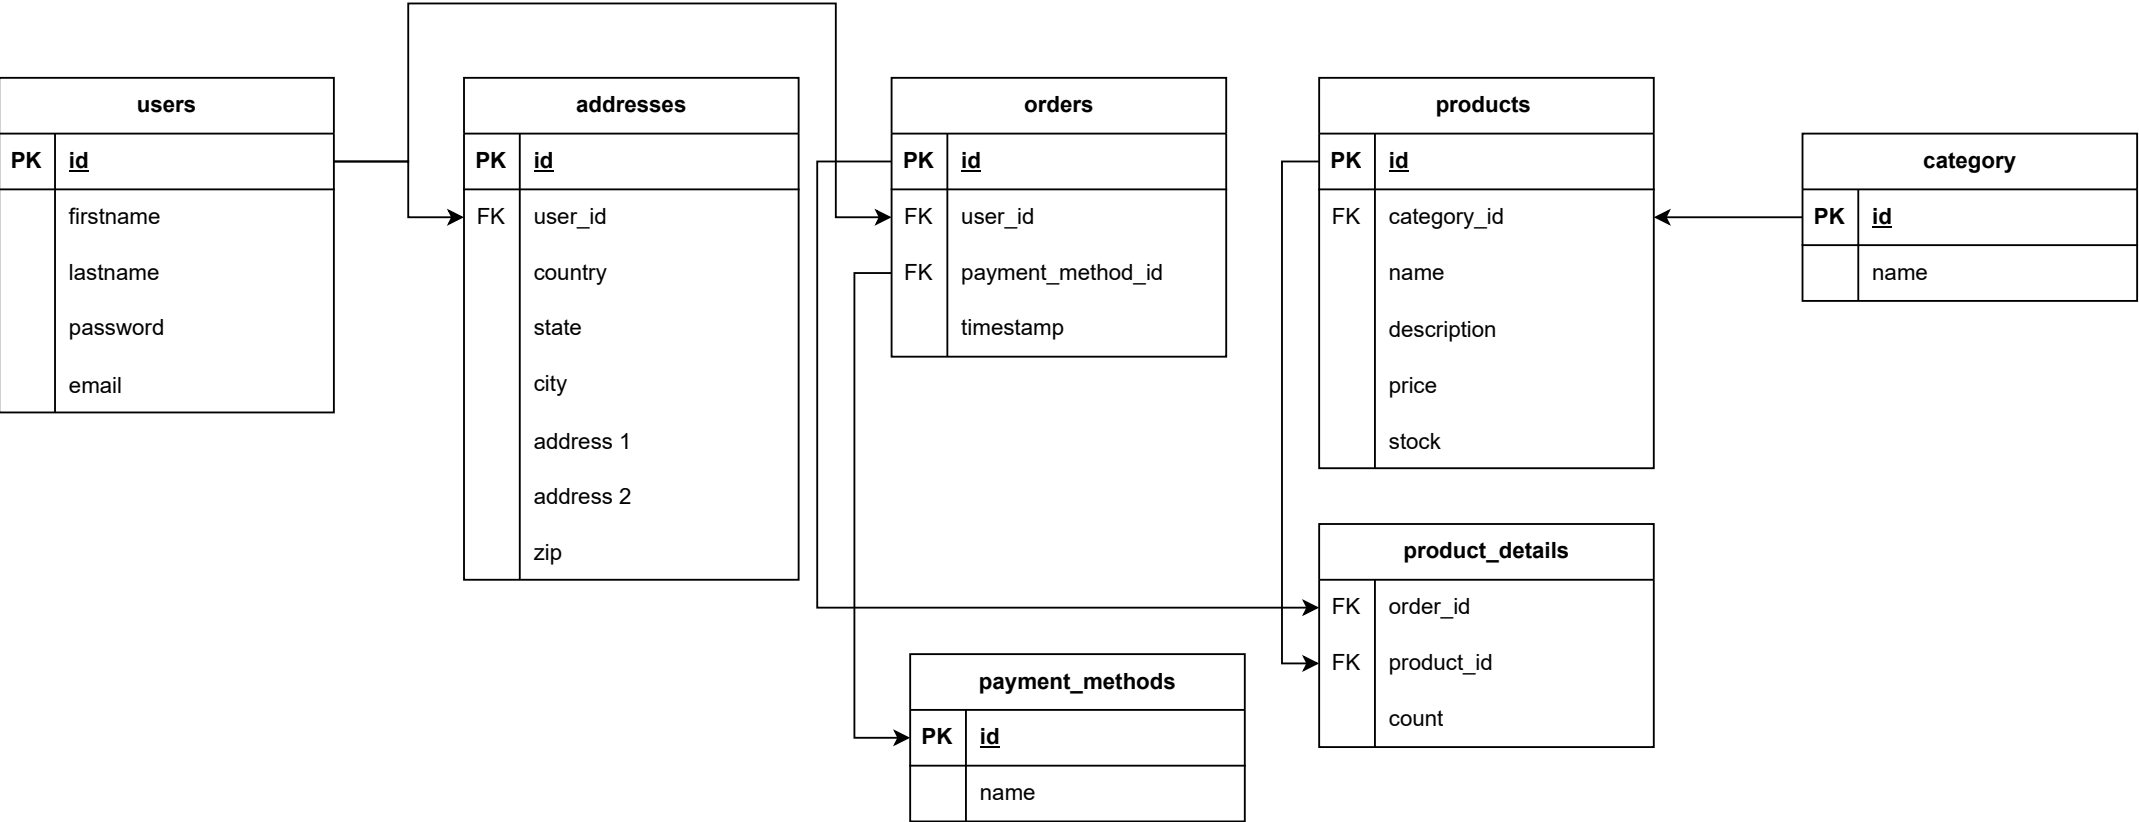 users
PK id
firstname
lastname
password
email
addresses
PK id
FK user_id
country
state
city
address 1
address 2
zip
orders
PK id
FK user_id
FK payment_method_id
timestamp
products
PK id
FK category_id
name
description
price
stock
category
PK id
name
product_details
FK order_id
FK product_id
count
payment_methods
PK id
name